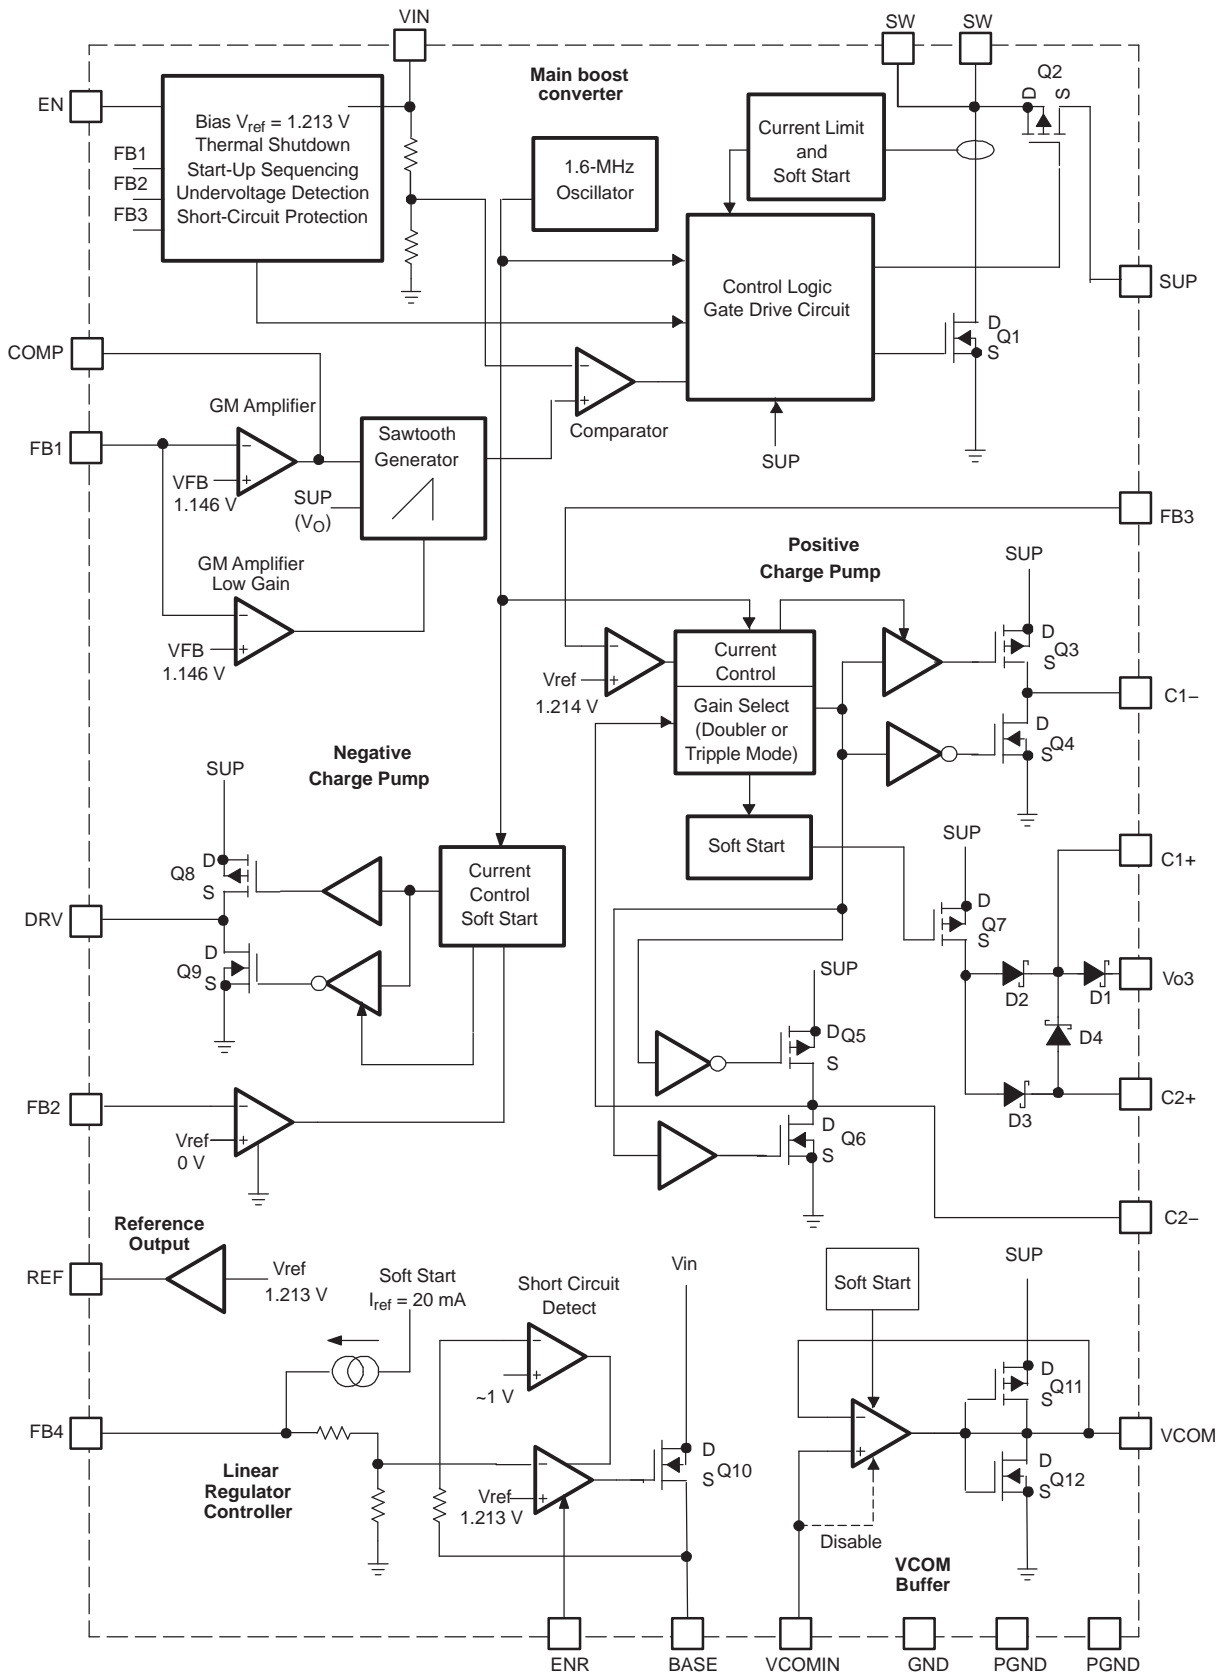 VIN
SW
SW
Main boost
converter
Q2
D
S
EN
Bias Vref = 1.213 V
Thermal Shutdown
Start-Up Sequencing
Undervoltage Detection
Short-Circuit Protection
FB1
FB2
FB3
1.6-MHz
Oscillator
Current Limit
and
Soft Start
SUP
Control Logic
Gate Drive Circuit
D
Q1
S
COMP
GM Amplifier
FB1
−
+
VFB
1.146 V
Sawtooth
Generator
SUP
(VO)
−
+
Comparator
SUP
FB3
GM Amplifier
Low Gain
−
+
VFB
1.146 V
Positive
Charge Pump
SUP
−
+
Vref
1.214 V
Current
Control
Gain Select
(Doubler or
Tripple Mode)
D
Q3
S
C1−
D
Q4
S
Negative
Charge Pump
SUP
Soft Start
SUP
C1+
D
Q8
S
Current
Control
Soft Start
DRV
D
Q9
S
D
Q7
S
Vo3
D2
D1
D4
SUP
D
Q5
S
FB2
−
+
Vref
0 V
C2+
D3
D
Q6
S
C2−
Reference
Output
REF
Vref
1.213 V
Soft Start
Iref = 20 mA
Short Circuit
Detect
Vin
SUP
Soft Start
−
+
~1 V
D
Q11
S
FB4
−
+
VCOM
Linear
Regulator
Controller
−
+
Vref
1.213 V
D
Q10
S
D
Q12
S
Disable
VCOM
Buffer
ENR
BASE
VCOMIN
GND
PGND
PGND